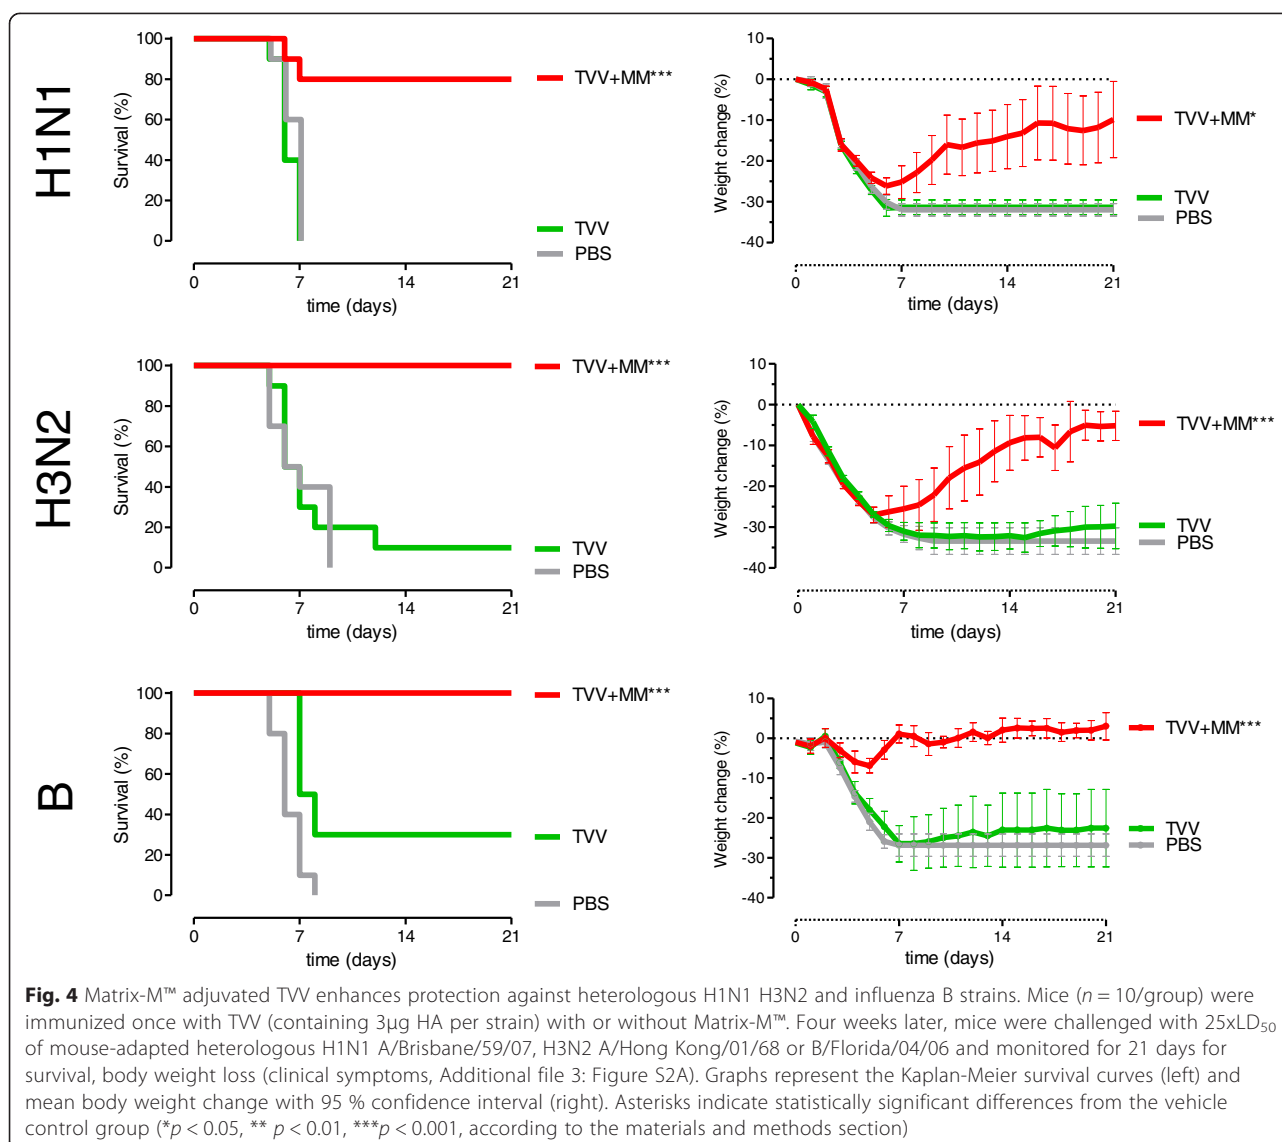 H1N1
100
80
60
40
20
0
Survival (%)
0 7 14 21
time (days)
TVV+MM***
TVV
PBS
10
0
-10
-20
-30
-40
Weight change (%)
0 7 14 21
time (days)
TVV+MM*
TVV
PBS
H3N2
100
80
60
40
20
0
Survival (%)
0 7 14 21
time (days)
TVV+MM***
TVV
PBS
10
0
-10
-20
-30
-40
Weight change (%)
0 7 14 21
time (days)
TVV+MM***
TVV
PBS
B
100
80
60
40
20
0
Survival (%)
0 7 14 21
time (days)
TVV+MM***
TVV
PBS
10
0
-10
-20
-30
-40
Weight change (%)
0 7 14 21
time (days)
TVV+MM***
TVV
PBS
Fig. 4 Matrix-M™ adjuvated TVV enhances protection against heterologous H1N1 H3N2 and influenza B strains. Mice (n = 10/group) were
immunized once with TVV (containing 3μg HA per strain) with or without Matrix-M™. Four weeks later, mice were challenged with 25xLD50
of mouse-adapted heterologous H1N1 A/Brisbane/59/07, H3N2 A/Hong Kong/01/68 or B/Florida/04/06 and monitored for 21 days for
survival, body weight loss (clinical symptoms, Additional file 3: Figure S2A). Graphs represent the Kaplan-Meier survival curves (left) and
mean body weight change with 95 % confidence interval (right). Asterisks indicate statistically significant differences from the vehicle
control group (*p < 0.05, ** p < 0.01, ***p < 0.001, according to the materials and methods section)